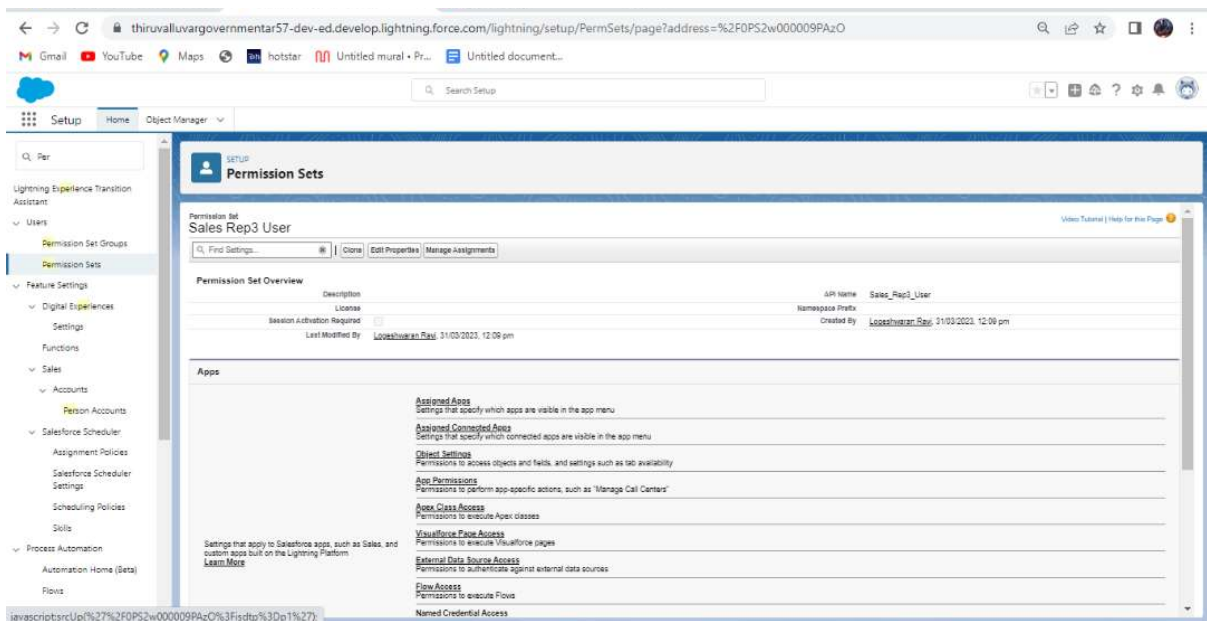 thiruvalluvargovernmentar57-dev-ed.develop.lightning.force.com/lightning/setup/PermSets/page?address=%2F0PS2w000009PAzO
Gmail YouTube Maps hotstar Untitled mural • Pr... Untitled document...
Search Setup
Setup Home Object Manager
Per
Lightning Experience Transition
Assistant
Users
Permission Set Groups
Permission Sets
Feature Settings
Digital Experiences
Settings
Functions
Sales
Accounts
Person Accounts
Salesforce Scheduler
Assignment Policies
Salesforce Scheduler
Settings
Scheduling Policies
Skills
Process Automation
Automation Home (Beta)
Flows
SETUP
Permission Sets
Permission Set
Sales Rep3 User
Video Tutorial | Help for this Page
Find Settings... | Clone Edit Properties Manage Assignments
Permission Set Overview
Description API Name Sales_Rep3_User
License Namespace Prefix
Session Activation Required Created By Logeshwaran Ravi, 31/03/2023, 12:09 pm
Last Modified By Logeshwaran Ravi, 31/03/2023, 12:09 pm
Apps
Settings that apply to Salesforce apps, such as Sales, and
custom apps built on the Lightning Platform
Learn More
Assigned Apps
Settings that specify which apps are visible in the app menu
Assigned Connected Apps
Settings that specify which connected apps are visible in the app menu
Object Settings
Permissions to access objects and fields, and settings such as tab availability
App Permissions
Permissions to perform app-specific actions, such as "Manage Call Centers"
Apex Class Access
Permissions to execute Apex classes
Visualforce Page Access
Permissions to execute Visualforce pages
External Data Source Access
Permissions to authenticate against external data sources
Flow Access
Permissions to execute Flows
Named Credential Access
javascript:srcUp(%27%2F0PS2w000009PAzO%3Fisdtp%3Dp1%27);